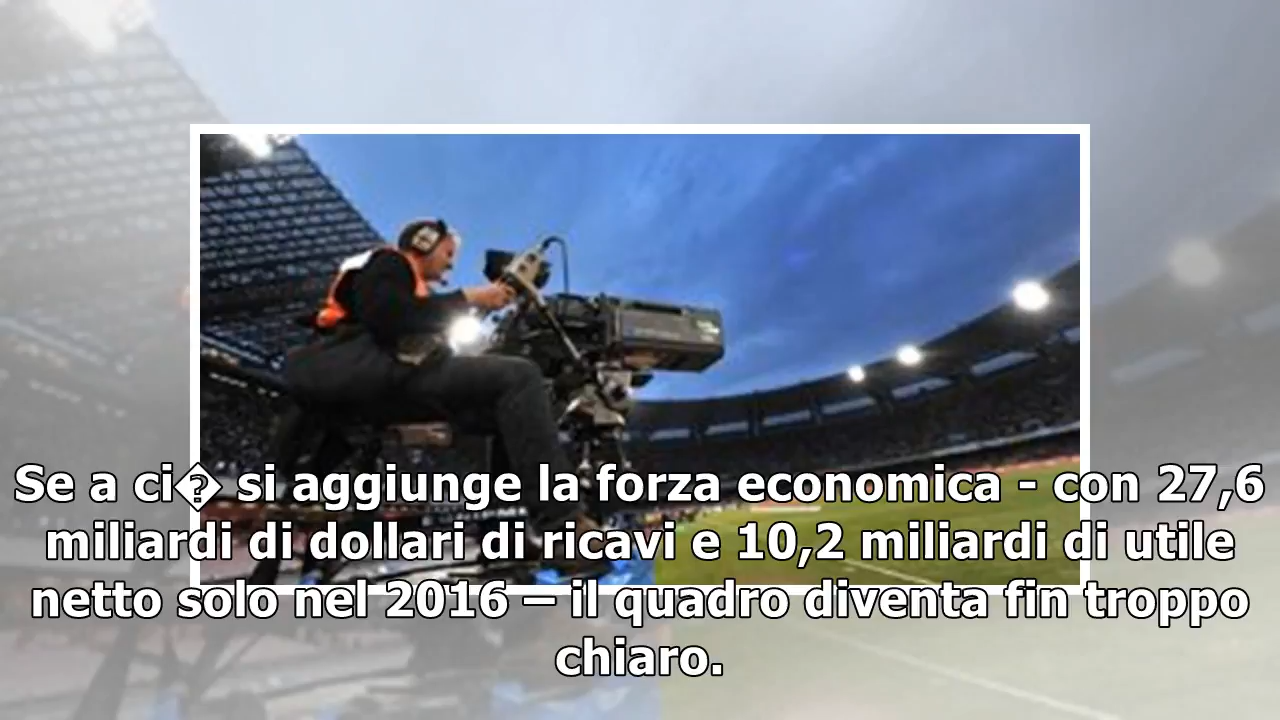 Se a ci� si aggiunge la forza economica - con 27,6
miliardi di dollari di ricavi e 10,2 miliardi di utile
netto solo nel 2016 – il quadro diventa fin troppo
chiaro.